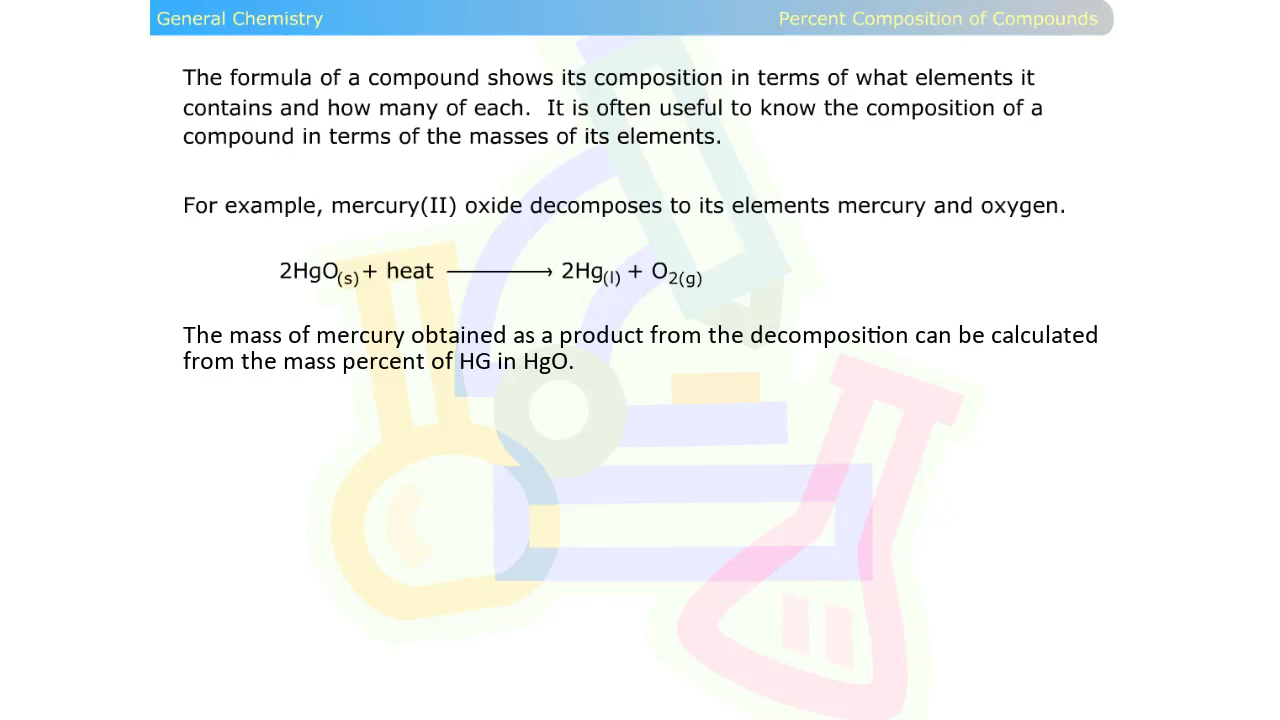 General Chemistry
Percent Composition of Compounds
The formula of a compound shows its composition in terms of what elements it
contains and how many of each.  It is often useful to know the composition of a
compound in terms of the masses of its elements.
For example, mercury(II) oxide decomposes to its elements mercury and oxygen.
2HgO(s) + heat ⟶ 2Hg(l) + O2(g)
The mass of mercury obtained as a product from the decomposition can be calculated
from the mass percent of HG in HgO.